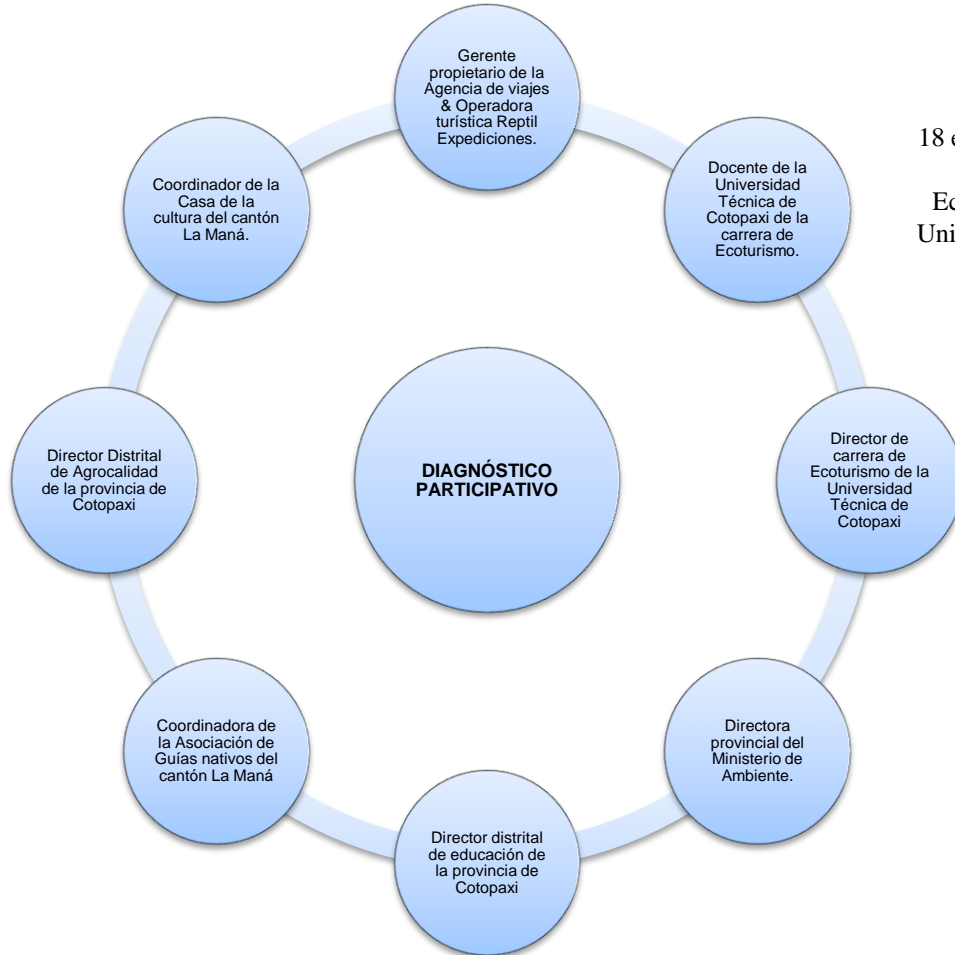 Gerente
propietario de la
Agencia de viajes
& Operadora
turística Reptil
Expediciones.
Docente de la
Universidad
Técnica de
Cotopaxi de la
carrera de
Ecoturismo.
Director de
carrera de
Ecoturismo de la
Universidad
Técnica de
Cotopaxi
Directora
provincial del
Ministerio de
Ambiente.
Director distrital
de educación de
la provincia de
Cotopaxi
Coordinadora de
la Asociación de
Guías nativos del
cantón La Maná
Director Distrital
de Agrocalidad
de la provincia de
Cotopaxi
Coordinador de la
Casa de la
cultura del cantón
La Maná.
DIAGNÓSTICO
PARTICIPATIVO
18